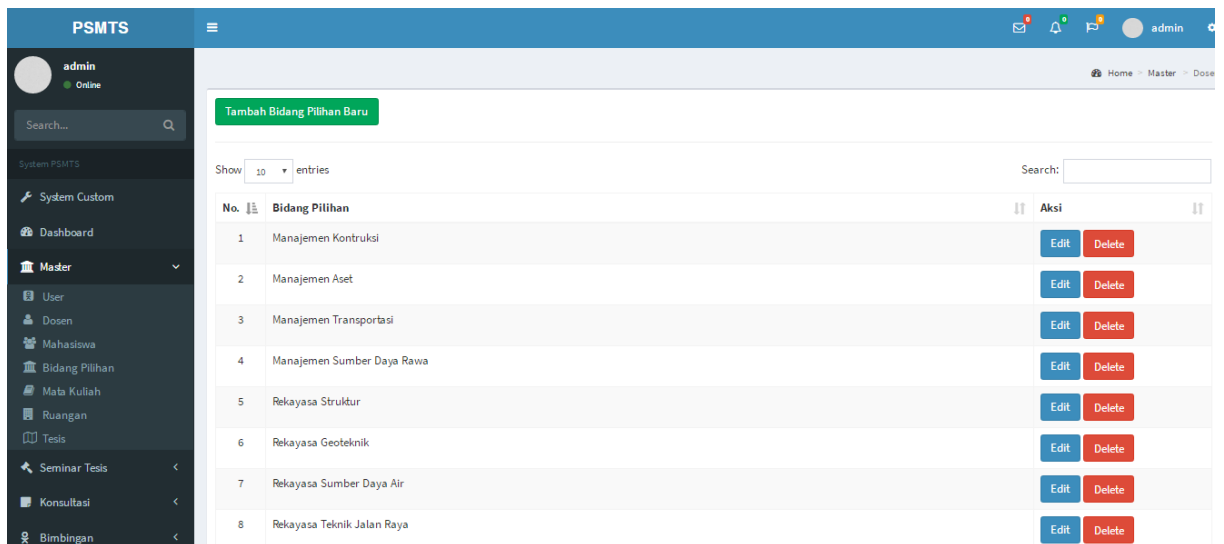 PSMTS
0 0 0 admin
admin
Online
Home > Master > Dose
Search...
Tambah Bidang Pilihan Baru
System PSMTS
Show 10 entries
Search:
System Custom
Dashboard
Master
User
Dosen
Mahasiswa
Bidang Pilihan
Mata Kuliah
Ruangan
Tesis
Seminar Tesis
Konsultasi
Bimbingan
No. Bidang Pilihan Aksi
1 Manajemen Kontruksi Edit Delete
2 Manajemen Aset Edit Delete
3 Manajemen Transportasi Edit Delete
4 Manajemen Sumber Daya Rawa Edit Delete
5 Rekayasa Struktur Edit Delete
6 Rekayasa Geoteknik Edit Delete
7 Rekayasa Sumber Daya Air Edit Delete
8 Rekayasa Teknik Jalan Raya Edit Delete